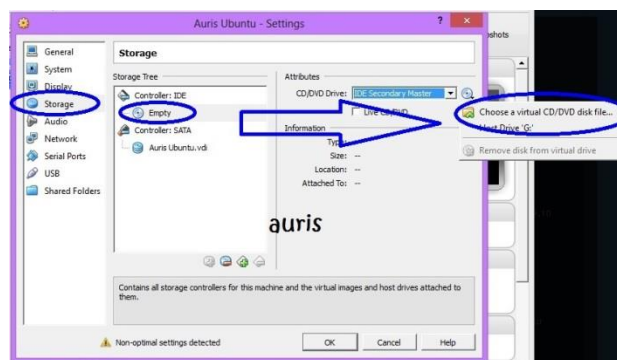 Auris Ubuntu - Settings
?
×
shots
General
System
Display
Storage
Audio
Network
Serial Ports
USB
Shared Folders
Storage
Storage Tree
Controller: IDE
Empty
Controller: SATA
Auris Ubuntu.vdi
Attributes
CD/DVD Drive: IDE Secondary Master
Live CD/DVD
Information
Type:
Size: --
Location: --
Attached To: --
Choose a virtual CD/DVD disk file...
Host Drive 'G:'
Remove disk from virtual drive
auris
Contains all storage controllers for this machine and the virtual images and host drives attached to
them.
Non-optimal settings detected
OK
Cancel
Help